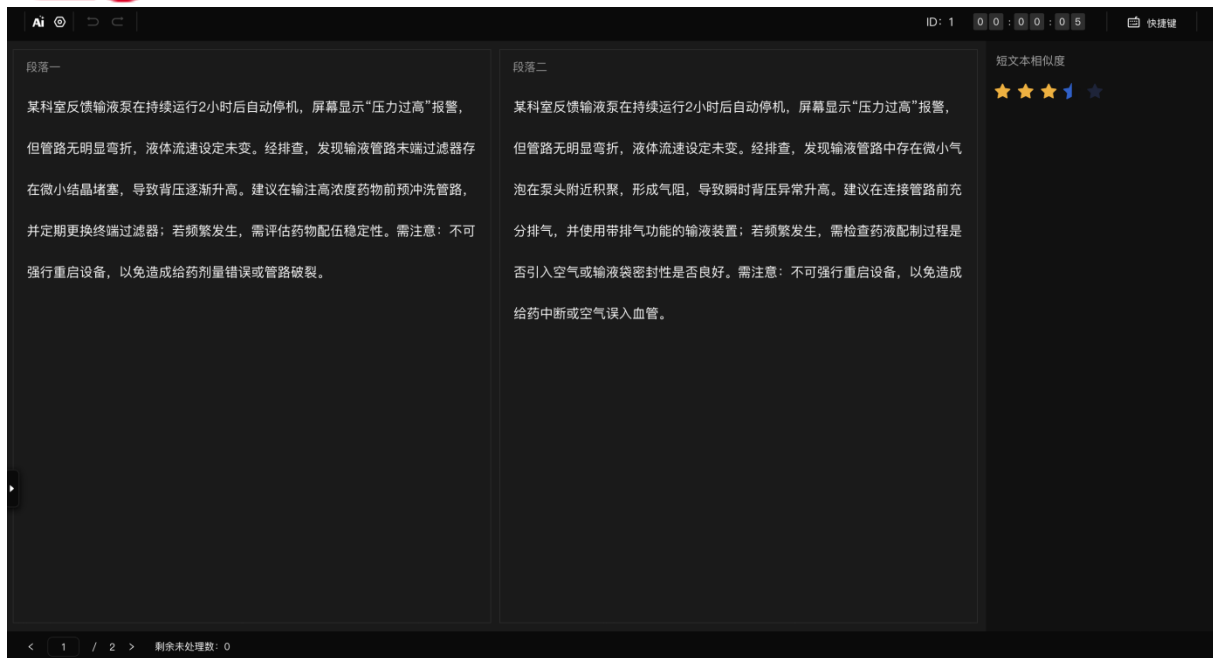 Ai
ID: 1
00:00:05
快捷键
段落一
某科室反馈输液泵在持续运行2小时后自动停机，屏幕显示“压力过高”报警，
但管路无明显弯折，液体流速设定未变。经排查，发现输液管路末端过滤器存
在微小结晶堵塞，导致背压逐渐升高。建议在输注高浓度药物前预冲洗管路，
并定期更换终端过滤器；若频繁发生，需评估药物配伍稳定性。需注意：不可
强行重启设备，以免造成给药剂量错误或管路破裂。
段落二
某科室反馈输液泵在持续运行2小时后自动停机，屏幕显示“压力过高”报警，
但管路无明显弯折，液体流速设定未变。经排查，发现输液管路中存在微小气
泡在泵头附近积聚，形成气阻，导致瞬时背压异常升高。建议在连接管路前充
分排气，并使用带排气功能的输液装置；若频繁发生，需检查药液配制过程是
否引入空气或输液袋密封性是否良好。需注意：不可强行重启设备，以免造成
给药中断或空气误入血管。
短文本相似度
< 1 / 2 > 剩余未处理数：0